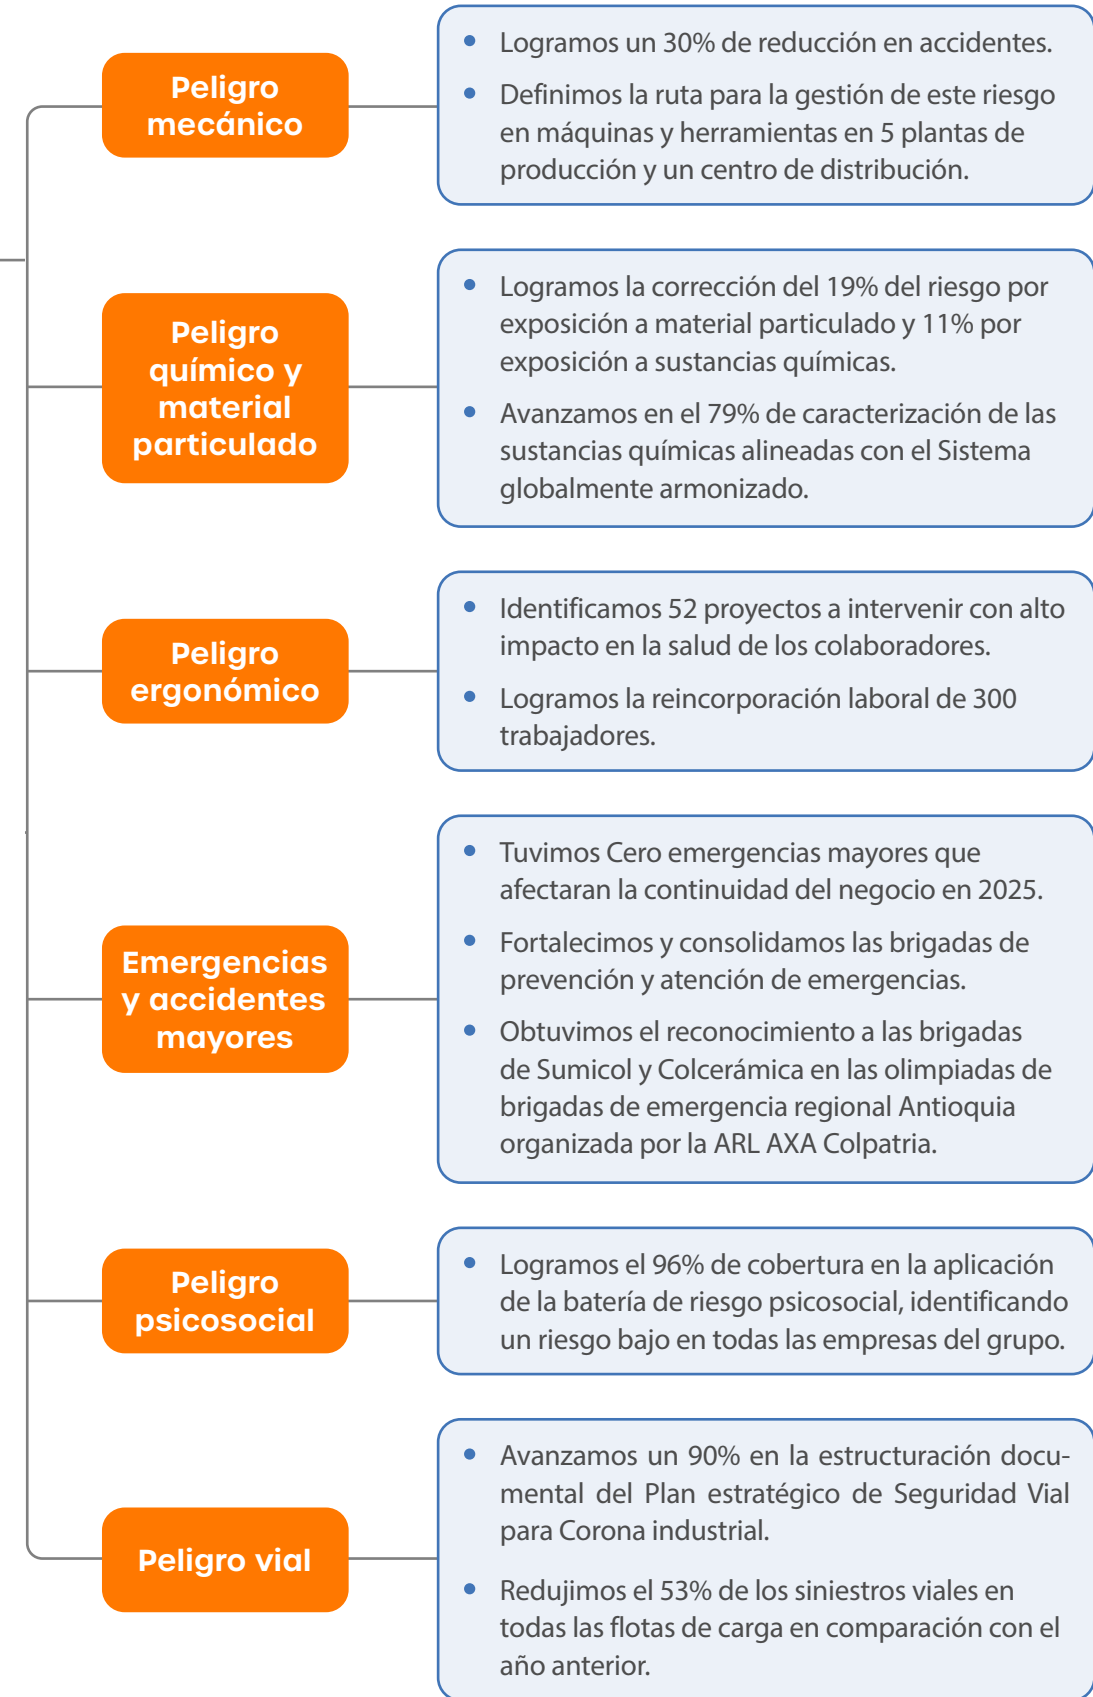 Peligro
mecánico
• Logramos un 30% de reducción en accidentes.
• Definimos la ruta para la gestión de este riesgo
en máquinas y herramientas en 5 plantas de
producción y un centro de distribución.
Peligro
químico y
material
particulado
• Logramos la corrección del 19% del riesgo por
exposición a material particulado y 11% por
exposición a sustancias químicas.
• Avanzamos en el 79% de caracterización de las
sustancias químicas alineadas con el Sistema
globalmente armonizado.
Peligro
ergonómico
• Identificamos 52 proyectos a intervenir con alto
impacto en la salud de los colaboradores.
• Logramos la reincorporación laboral de 300
trabajadores.
Emergencias
y accidentes
mayores
• Tuvimos Cero emergencias mayores que
afectaran la continuidad del negocio en 2025.
• Fortalecimos y consolidamos las brigadas de
prevención y atención de emergencias.
• Obtuvimos el reconocimiento a las brigadas
de Sumicol y Colcerámica en las olimpiadas de
brigadas de emergencia regional Antioquia
organizada por la ARL AXA Colpatria.
Peligro
psicosocial
• Logramos el 96% de cobertura en la aplicación
de la batería de riesgo psicosocial, identificando
un riesgo bajo en todas las empresas del grupo.
Peligro vial
• Avanzamos un 90% en la estructuración docu-
mental del Plan estratégico de Seguridad Vial
para Corona industrial.
• Redujimos el 53% de los siniestros viales en
todas las flotas de carga en comparación con el
año anterior.